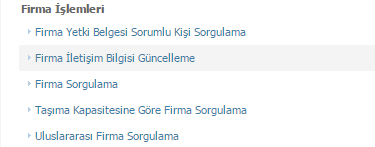 Firma İşlemleri
Firma Yetki Belgesi Sorumlu Kişi Sorgulama
Firma İletişim Bilgisi Güncelleme
Firma Sorgulama
Taşıma Kapasitesine Göre Firma Sorgulama
Uluslararası Firma Sorgulama